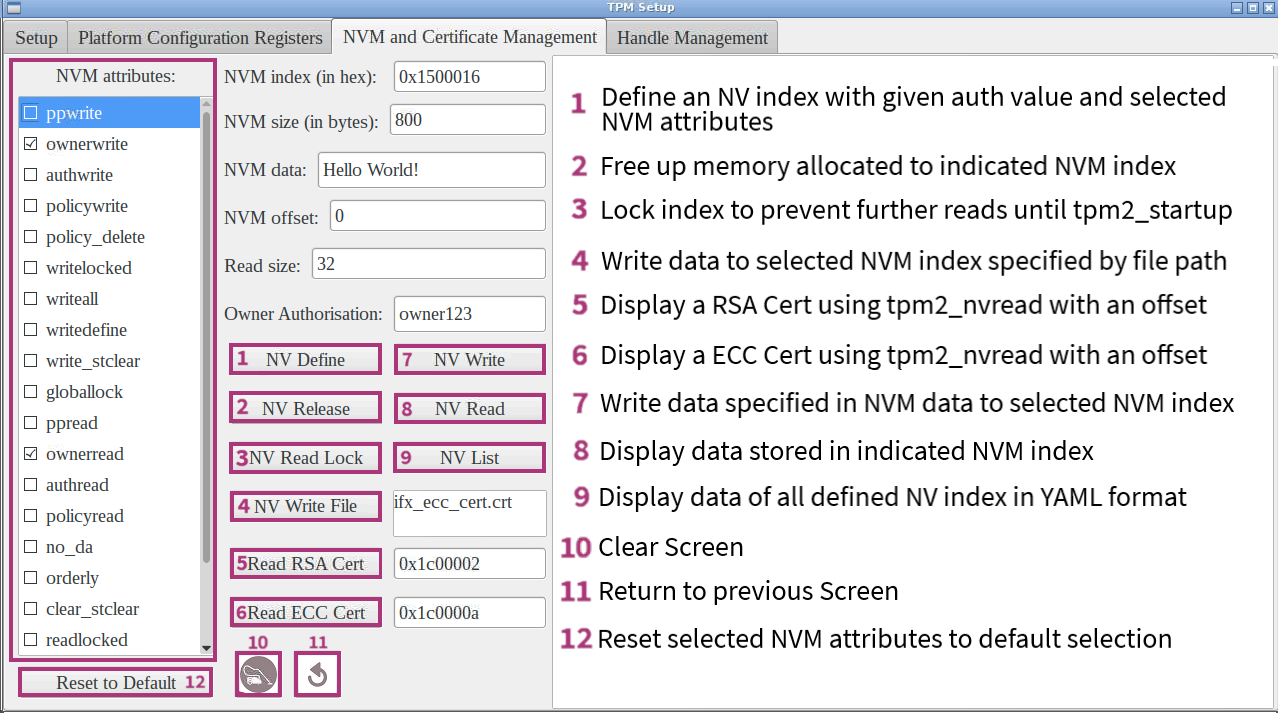 TPM Setup
Setup
Platform Configuration Registers
NVM and Certificate Management
Handle Management
NVM attributes:
ppwrite
ownerwrite
authwrite
policywrite
policy_delete
writelocked
writeall
writedefine
write_stclear
globallock
ppread
ownerread
authread
policyread
no_da
orderly
clear_stclear
readlocked
Reset to Default 12
NVM index (in hex): 0x1500016
NVM size (in bytes): 800
NVM data: Hello World!
NVM offset: 0
Read size: 32
Owner Authorisation: owner123
1 NV Define
7 NV Write
2 NV Release
8 NV Read
3 NV Read Lock
9 NV List
4 NV Write File
ifx_ecc_cert.crt
5 Read RSA Cert
0x1c00002
6 Read ECC Cert
0x1c0000a
10
11
1 Define an NV index with given auth value and selected
NVM attributes
2 Free up memory allocated to indicated NVM index
3 Lock index to prevent further reads until tpm2_startup
4 Write data to selected NVM index specified by file path
5 Display a RSA Cert using tpm2_nvread with an offset
6 Display a ECC Cert using tpm2_nvread with an offset
7 Write data specified in NVM data to selected NVM index
8 Display data stored in indicated NVM index
9 Display data of all defined NV index in YAML format
10 Clear Screen
11 Return to previous Screen
12 Reset selected NVM attributes to default selection